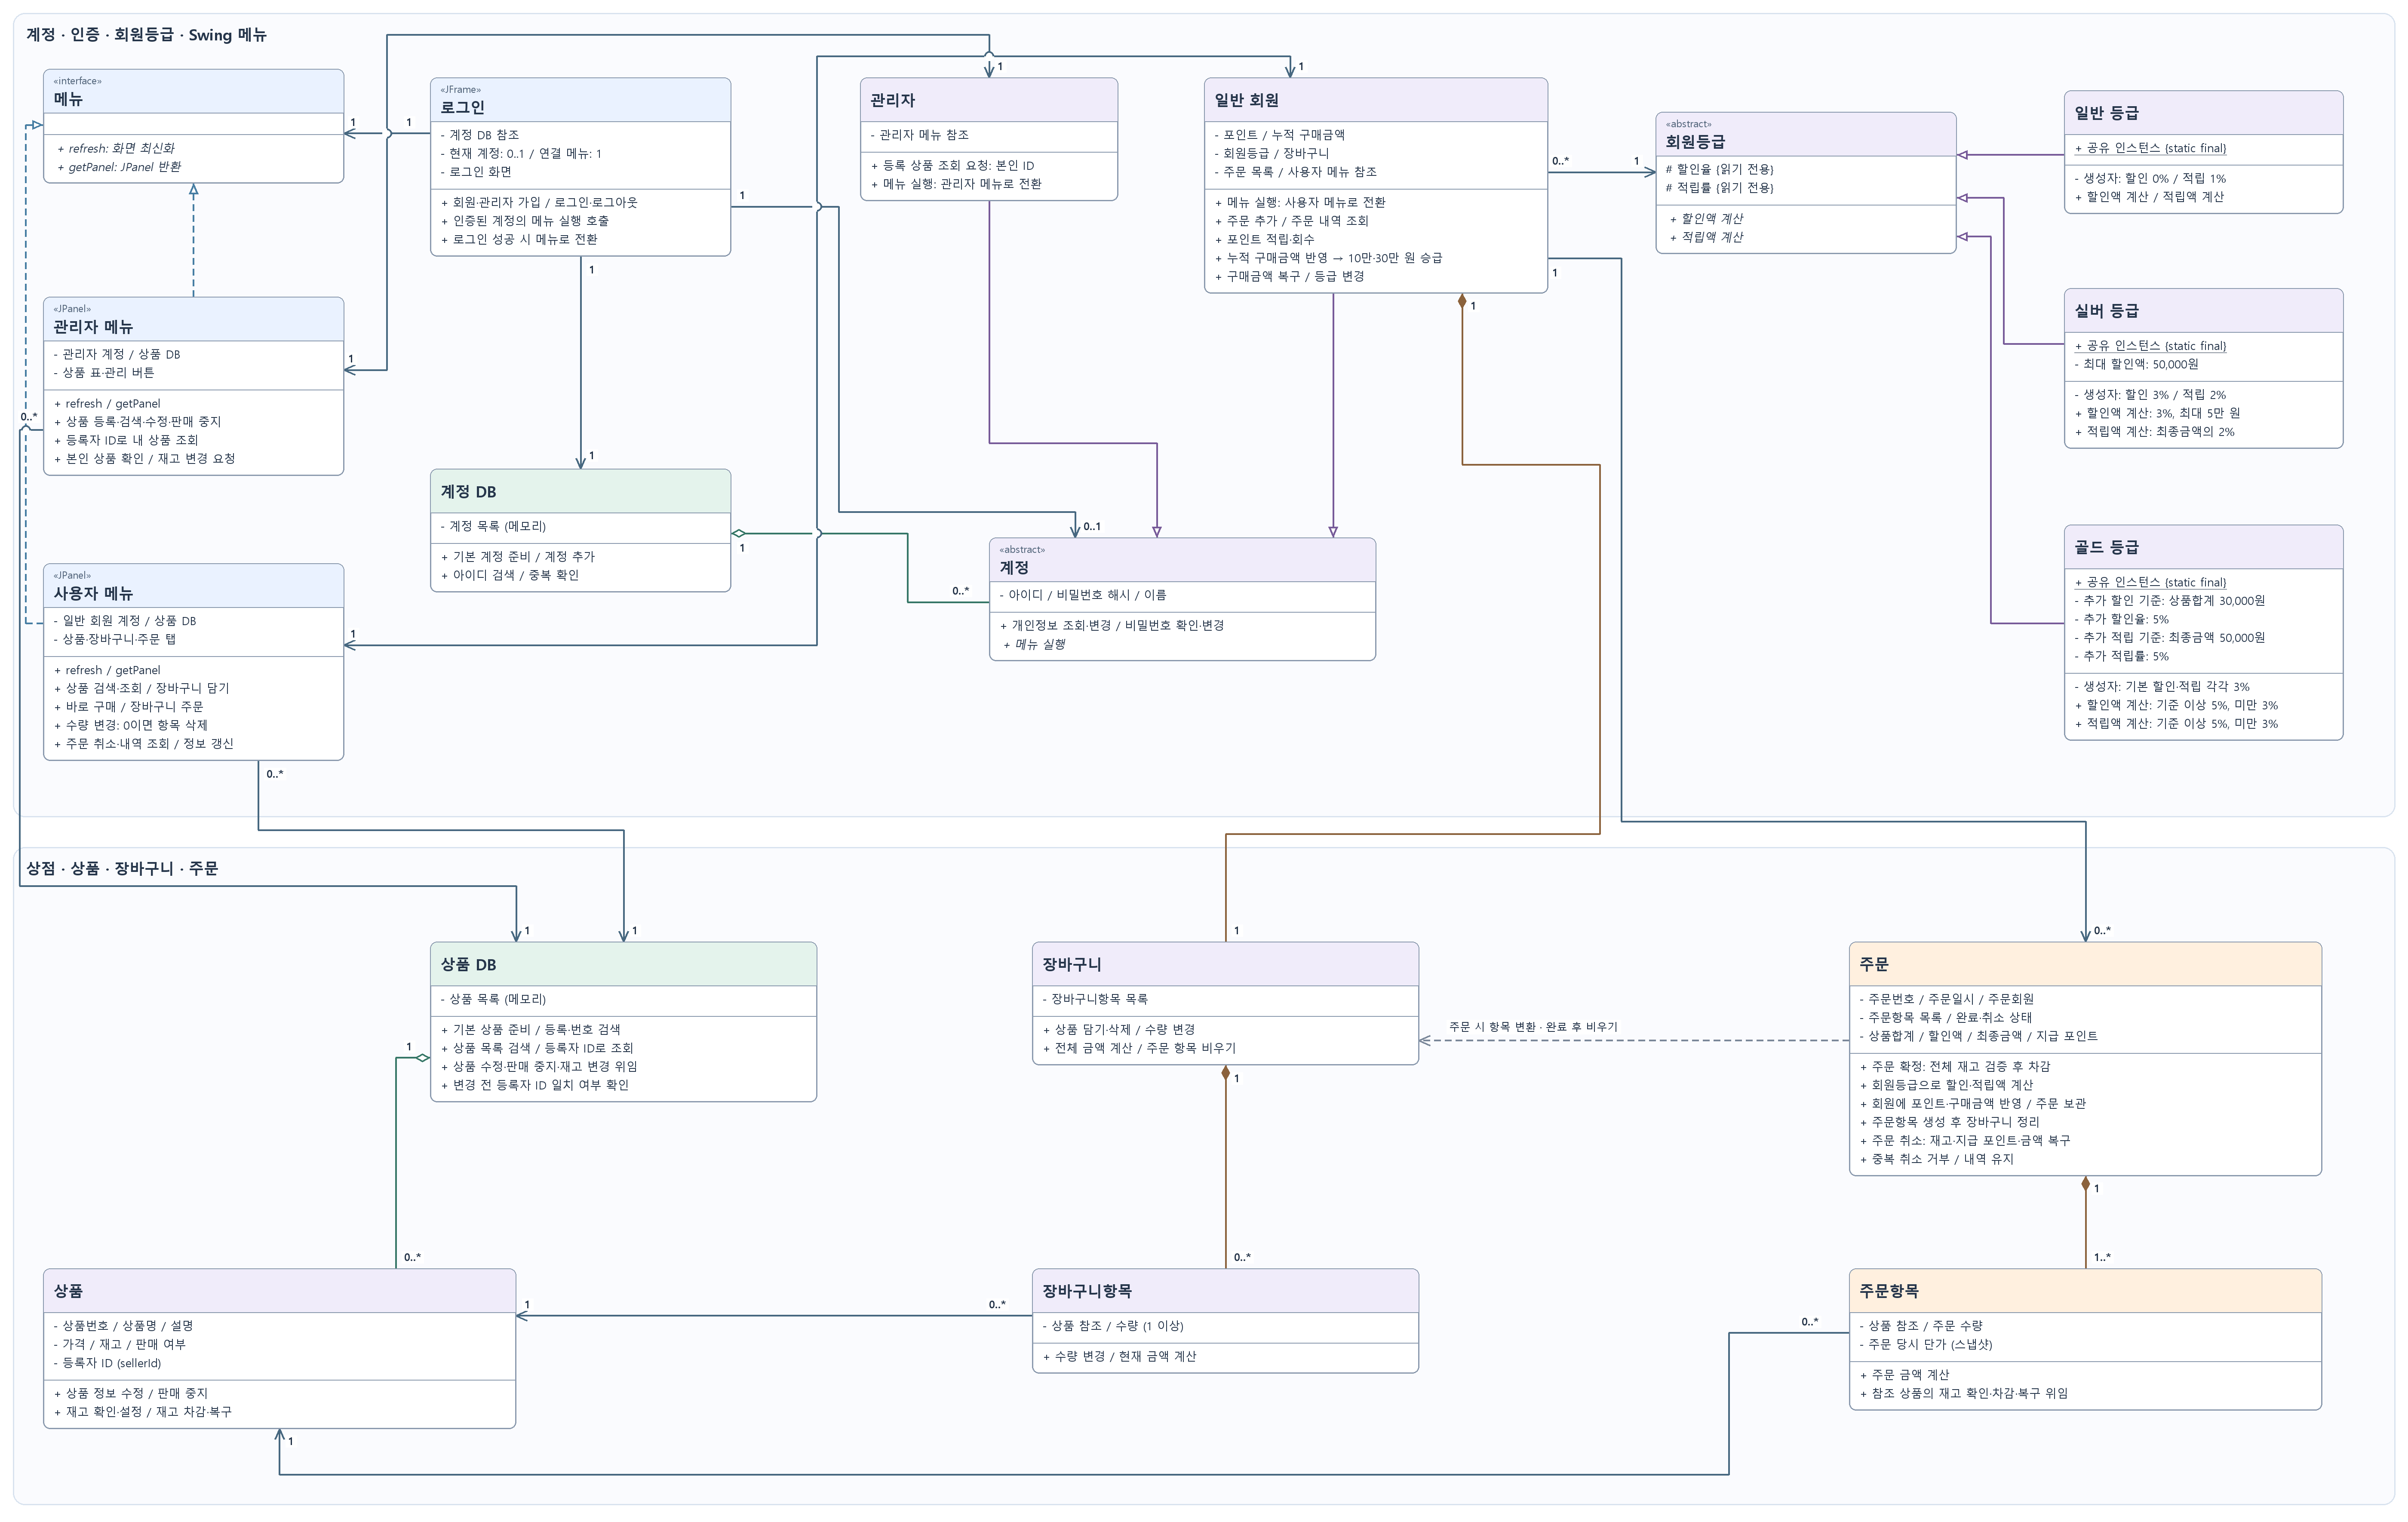 계정 · 인증 · 회원등급 · Swing 메뉴
«interface»
메뉴
+ refresh: 화면 최신화
+ getPanel: JPanel 반환
1
1
«JFrame»
로그인
- 계정 DB 참조
- 현재 계정: 0..1 / 연결 메뉴: 1
- 로그인 화면
+ 회원·관리자 가입 / 로그인·로그아웃
+ 인증된 계정의 메뉴 실행 호출
+ 로그인 성공 시 메뉴로 전환
1
1
1
관리자
- 관리자 메뉴 참조
+ 등록 상품 조회 요청: 본인 ID
+ 메뉴 실행: 관리자 메뉴로 전환
1
일반 회원
- 포인트 / 누적 구매금액
- 회원등급 / 장바구니
- 주문 목록 / 사용자 메뉴 참조
+ 메뉴 실행: 사용자 메뉴로 전환
+ 주문 추가 / 주문 내역 조회
+ 포인트 적립·회수
+ 누적 구매금액 반영 → 10만·30만 원 승급
+ 구매금액 복구 / 등급 변경
0..*
1
1
1
«abstract»
회원등급
# 할인율 {읽기 전용}
# 적립률 {읽기 전용}
+ 할인액 계산
+ 적립액 계산
일반 등급
+ 공유 인스턴스 (static final)
- 생성자: 할인 0% / 적립 1%
+ 할인액 계산 / 적립액 계산
실버 등급
+ 공유 인스턴스 (static final)
- 최대 할인액: 50,000원
- 생성자: 할인 3% / 적립 2%
+ 할인액 계산: 3%, 최대 5만 원
+ 적립액 계산: 최종금액의 2%
골드 등급
+ 공유 인스턴스 (static final)
- 추가 할인 기준: 상품합계 30,000원
- 추가 할인율: 5%
- 추가 적립 기준: 최종금액 50,000원
- 추가 적립률: 5%
- 생성자: 기본 할인·적립 각각 3%
+ 할인액 계산: 기준 이상 5%, 미만 3%
+ 적립액 계산: 기준 이상 5%, 미만 3%
«JPanel»
관리자 메뉴
- 관리자 계정 / 상품 DB
- 상품 표·관리 버튼
+ refresh / getPanel
+ 상품 등록·검색·수정·판매 중지
+ 등록자 ID로 내 상품 조회
+ 본인 상품 확인 / 재고 변경 요청
1
0..*
1
계정 DB
- 계정 목록 (메모리)
+ 기본 계정 준비 / 계정 추가
+ 아이디 검색 / 중복 확인
1
0..*
0..1
«abstract»
계정
- 아이디 / 비밀번호 해시 / 이름
+ 개인정보 조회·변경 / 비밀번호 확인·변경
+ 메뉴 실행
«JPanel»
사용자 메뉴
- 일반 회원 계정 / 상품 DB
- 상품·장바구니·주문 탭
+ refresh / getPanel
+ 상품 검색·조회 / 장바구니 담기
+ 바로 구매 / 장바구니 주문
+ 수량 변경: 0이면 항목 삭제
+ 주문 취소·내역 조회 / 정보 갱신
1
0..*
상점 · 상품 · 장바구니 · 주문
1
1
상품 DB
- 상품 목록 (메모리)
+ 기본 상품 준비 / 등록·번호 검색
+ 상품 목록 검색 / 등록자 ID로 조회
+ 상품 수정·판매 중지·재고 변경 위임
+ 변경 전 등록자 ID 일치 여부 확인
1
0..*
1
장바구니
- 장바구니항목 목록
+ 상품 담기·삭제 / 수량 변경
+ 전체 금액 계산 / 주문 항목 비우기
1
0..*
주문 시 항목 변환 · 완료 후 비우기
0..*
주문
- 주문번호 / 주문일시 / 주문회원
- 주문항목 목록 / 완료·취소 상태
- 상품합계 / 할인액 / 최종금액 / 지급 포인트
+ 주문 확정: 전체 재고 검증 후 차감
+ 회원등급으로 할인·적립액 계산
+ 회원에 포인트·구매금액 반영 / 주문 보관
+ 주문항목 생성 후 장바구니 정리
+ 주문 취소: 재고·지급 포인트·금액 복구
+ 중복 취소 거부 / 내역 유지
1
1..*
상품
- 상품번호 / 상품명 / 설명
- 가격 / 재고 / 판매 여부
- 등록자 ID (sellerId)
+ 상품 정보 수정 / 판매 중지
+ 재고 확인·설정 / 재고 차감·복구
1
1
0..*
장바구니항목
- 상품 참조 / 수량 (1 이상)
+ 수량 변경 / 현재 금액 계산
0..*
주문항목
- 상품 참조 / 주문 수량
- 주문 당시 단가 (스냅샷)
+ 주문 금액 계산
+ 참조 상품의 재고 확인·차감·복구 위임